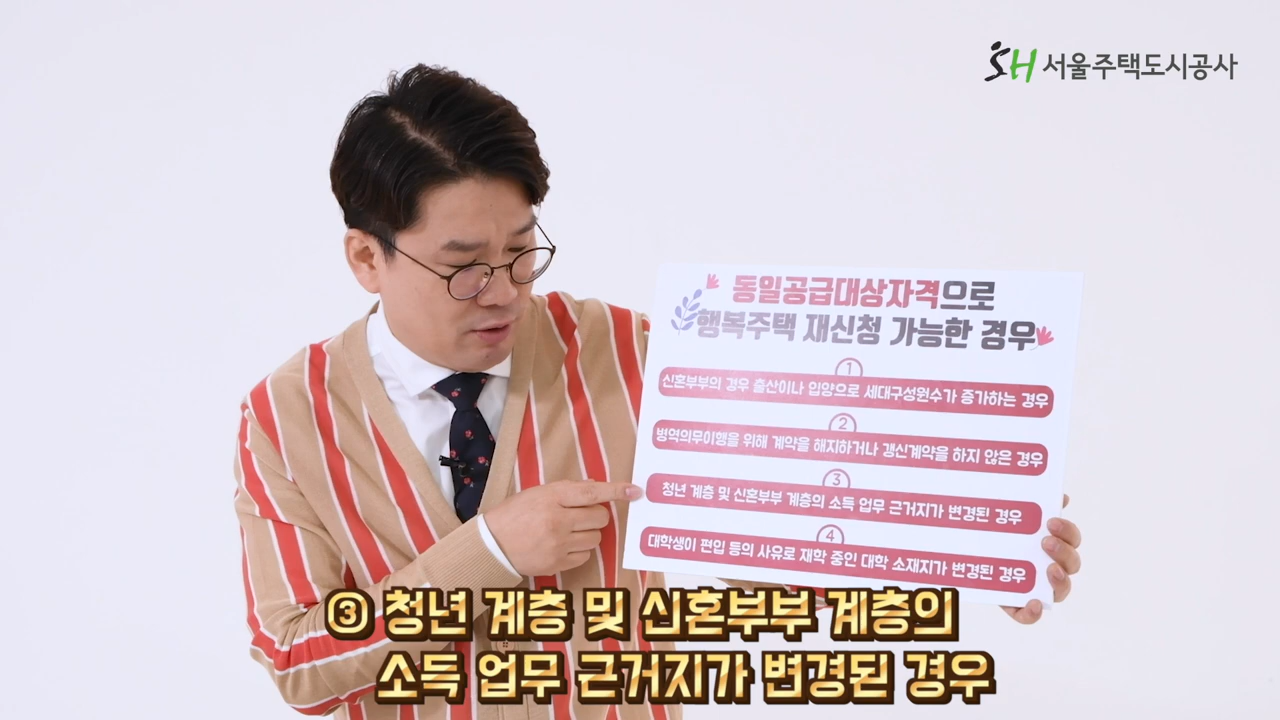 SH 서울주택도시공사
동일공급대상자격으로
행복주택 재신청 가능한 경우
1
신혼부부의 경우 출산이나 입양으로 세대구성원수가 증가하는 경우
2
병역의무이행을 위해 계약을 해지하거나 갱신계약을 하지 않은 경우
3
청년 계층 및 신혼부부 계층의 소득 업무 근거지가 변경된 경우
4
대학생이 편입 등의 사유로 재학 중인 대학 소재지가 변경된 경우
③ 청년 계층 및 신혼부부 계층의
소득 업무 근거지가 변경된 경우